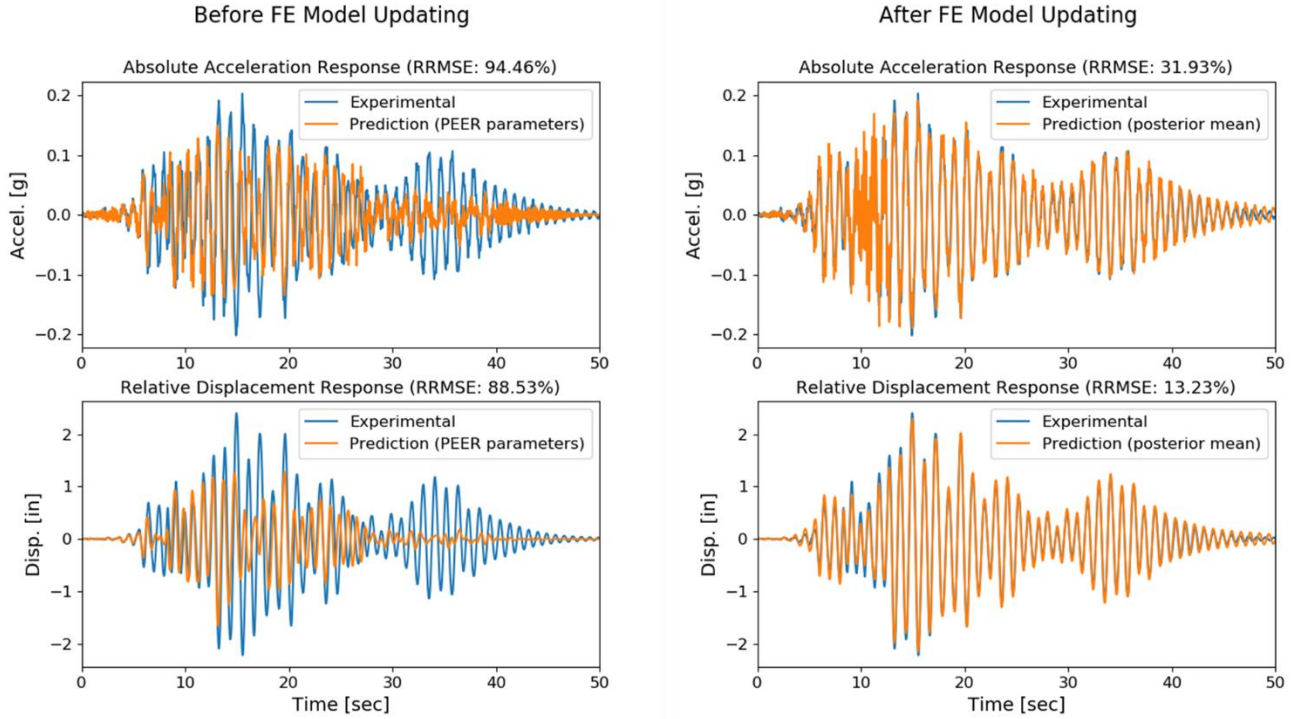 Before FE Model Updating
Absolute Acceleration Response (RRMSE: 94.46%)
Experimental
Prediction (PEER parameters)
Accel. [g]
0.2
0.1
0.0
−0.1
−0.2
0 10 20 30 40 50
Relative Displacement Response (RRMSE: 88.53%)
Experimental
Prediction (PEER parameters)
Disp. [in]
2
1
0
−1
−2
0 10 20 30 40 50
Time [sec]
After FE Model Updating
Absolute Acceleration Response (RRMSE: 31.93%)
Experimental
Prediction (posterior mean)
Accel. [g]
0.2
0.1
0.0
−0.1
−0.2
0 10 20 30 40 50
Relative Displacement Response (RRMSE: 13.23%)
Experimental
Prediction (posterior mean)
Disp. [in]
2
1
0
−1
−2
0 10 20 30 40 50
Time [sec]